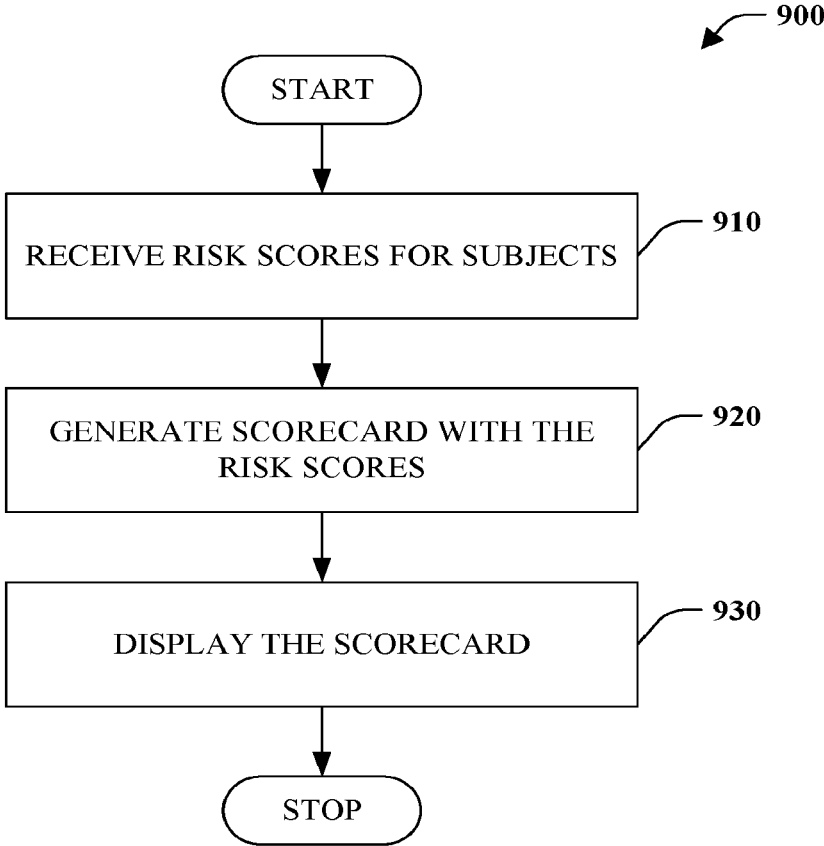 900
START
RECEIVE RISK SCORES FOR SUBJECTS
910
GENERATE SCORECARD WITH THE
RISK SCORES
920
DISPLAY THE SCORECARD
930
STOP